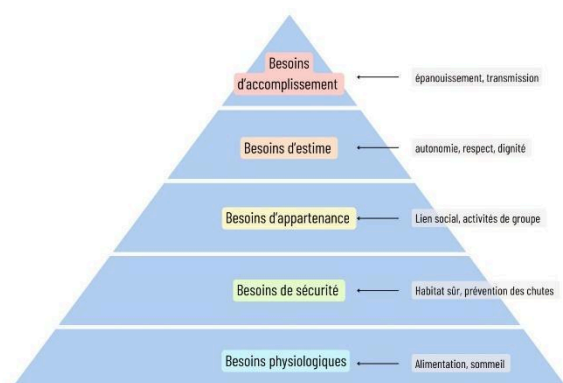 Besoins
d'accomplissement
épanouissement, transmission
Besoins d'estime
autonomie, respect, dignité
Besoins d'appartenance
Lien social, activités de groupe
Besoins de sécurité
Habitat sûr, prévention des chutes
Besoins physiologiques
Alimentation, sommeil